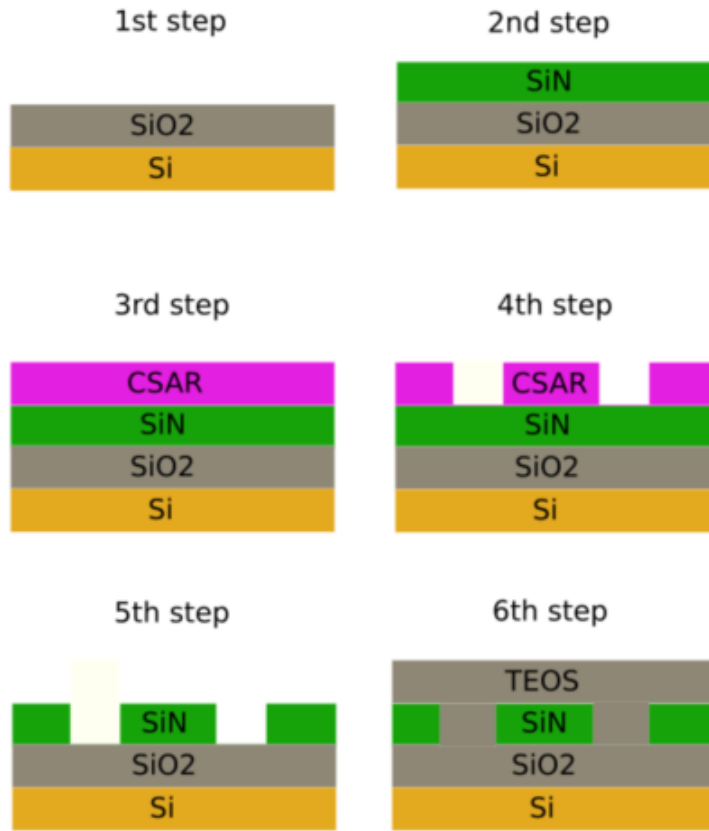 1st step
2nd step
SiO2
Si
SiN
SiO2
Si
3rd step
4th step
CSAR
SiN
SiO2
Si
CSAR
SiN
SiO2
Si
5th step
6th step
SiN
SiO2
Si
TEOS
SiN
SiO2
Si